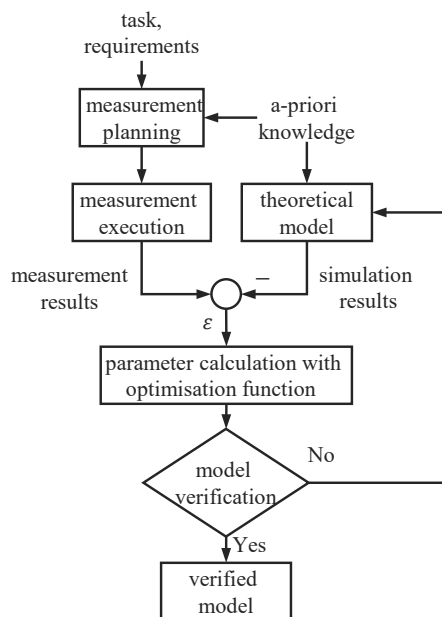 task,
requirements
measurement
planning
a-priori
knowledge
measurement
execution
theoretical
model
measurement
results
−
simulation
results
ε
parameter calculation with
optimisation function
model
verification
No
Yes
verified
model